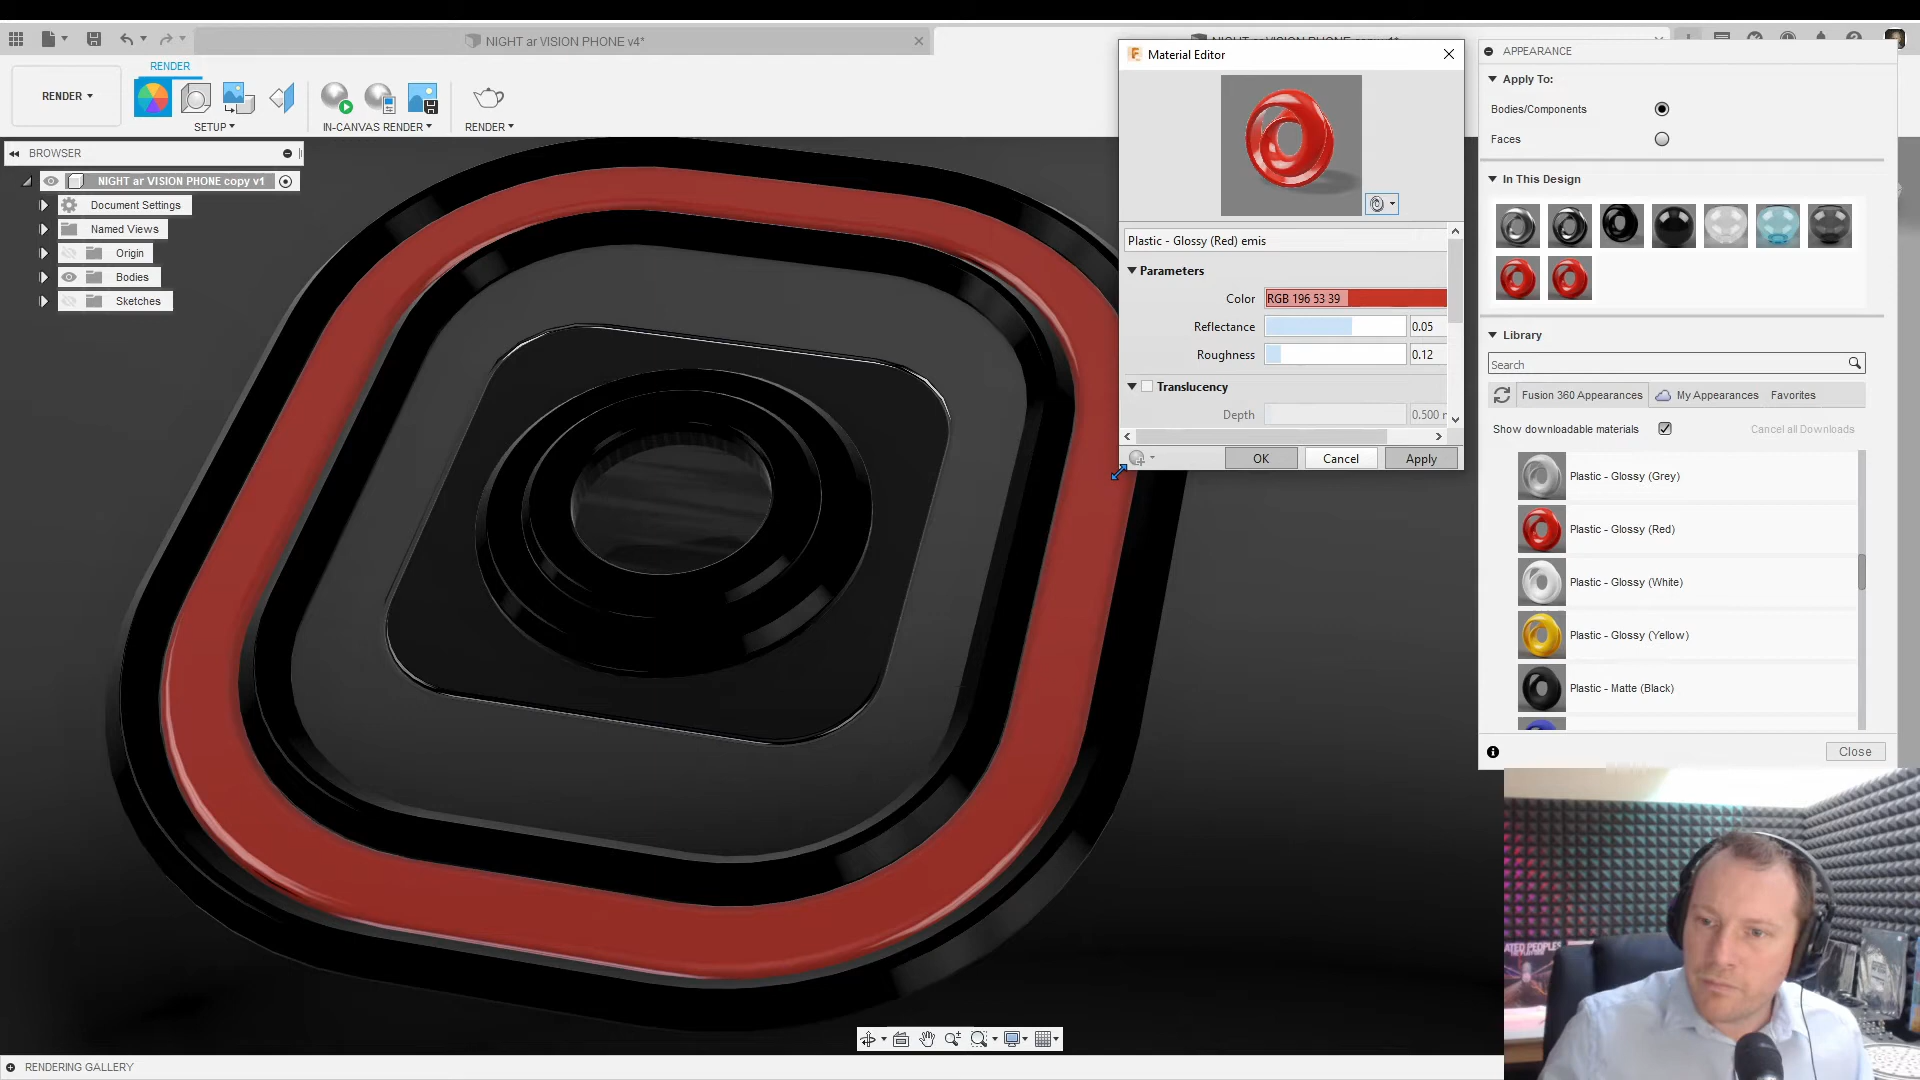 NIGHT ar VISION PHONE v4*
RENDER
RENDER
SETUP
IN-CANVAS RENDER
RENDER
BROWSER
NIGHT ar VISION PHONE copy v1
Document Settings
Named Views
Origin
Bodies
Sketches
Material Editor
Plastic - Glossy (Red) emis
Parameters
Color RGB 196 53 39
Reflectance 0.05
Roughness 0.12
Translucency
Depth 0.500
OK Cancel Apply
APPEARANCE
Apply To:
Bodies/Components
Faces
In This Design
Library
Search
Fusion 360 Appearances My Appearances Favorites
Show downloadable materials Cancel all Downloads
Plastic - Glossy (Grey)
Plastic - Glossy (Red)
Plastic - Glossy (White)
Plastic - Glossy (Yellow)
Plastic - Matte (Black)
Close
RENDERING GALLERY